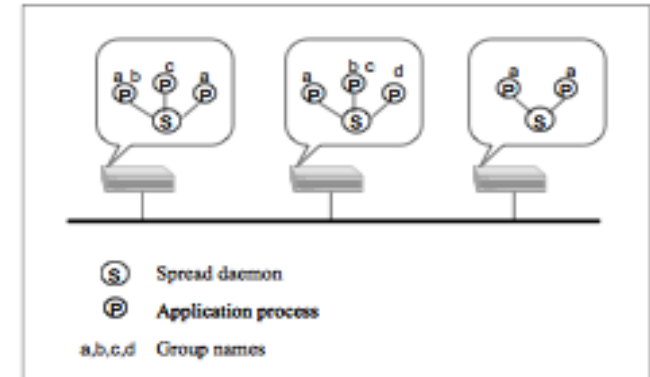 a b c a
P P P
S
a b c d
P P P
S
a a
P P
S
S Spread daemon
P Application process
a,b,c,d Group names